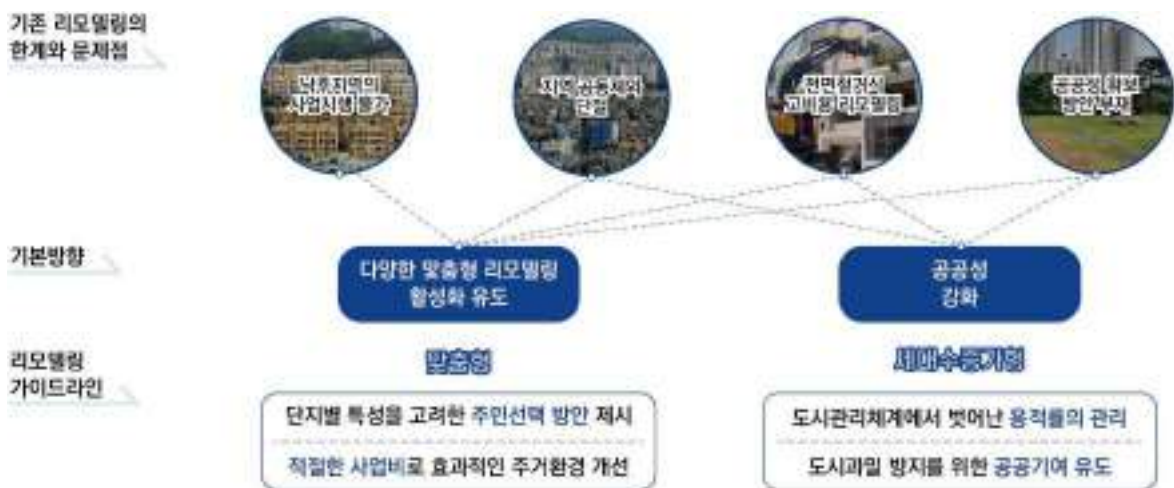 기존 리모델링의
한계와 문제점
낙후지역의
사업시행 불가
지역 공동체와
단절
전면철거식
고비용 리모델링
공공성 확보
방안 부재
기본방향
다양한 맞춤형 리모델링
활성화 유도
공공성
강화
리모델링
가이드라인
맞춤형
세대수증가형
단지별 특성을 고려한 주민선택 방안 제시
적절한 사업비로 효과적인 주거환경 개선
도시관리체계에서 벗어난 용적률의 관리
도시과밀 방지를 위한 공공기여 유도